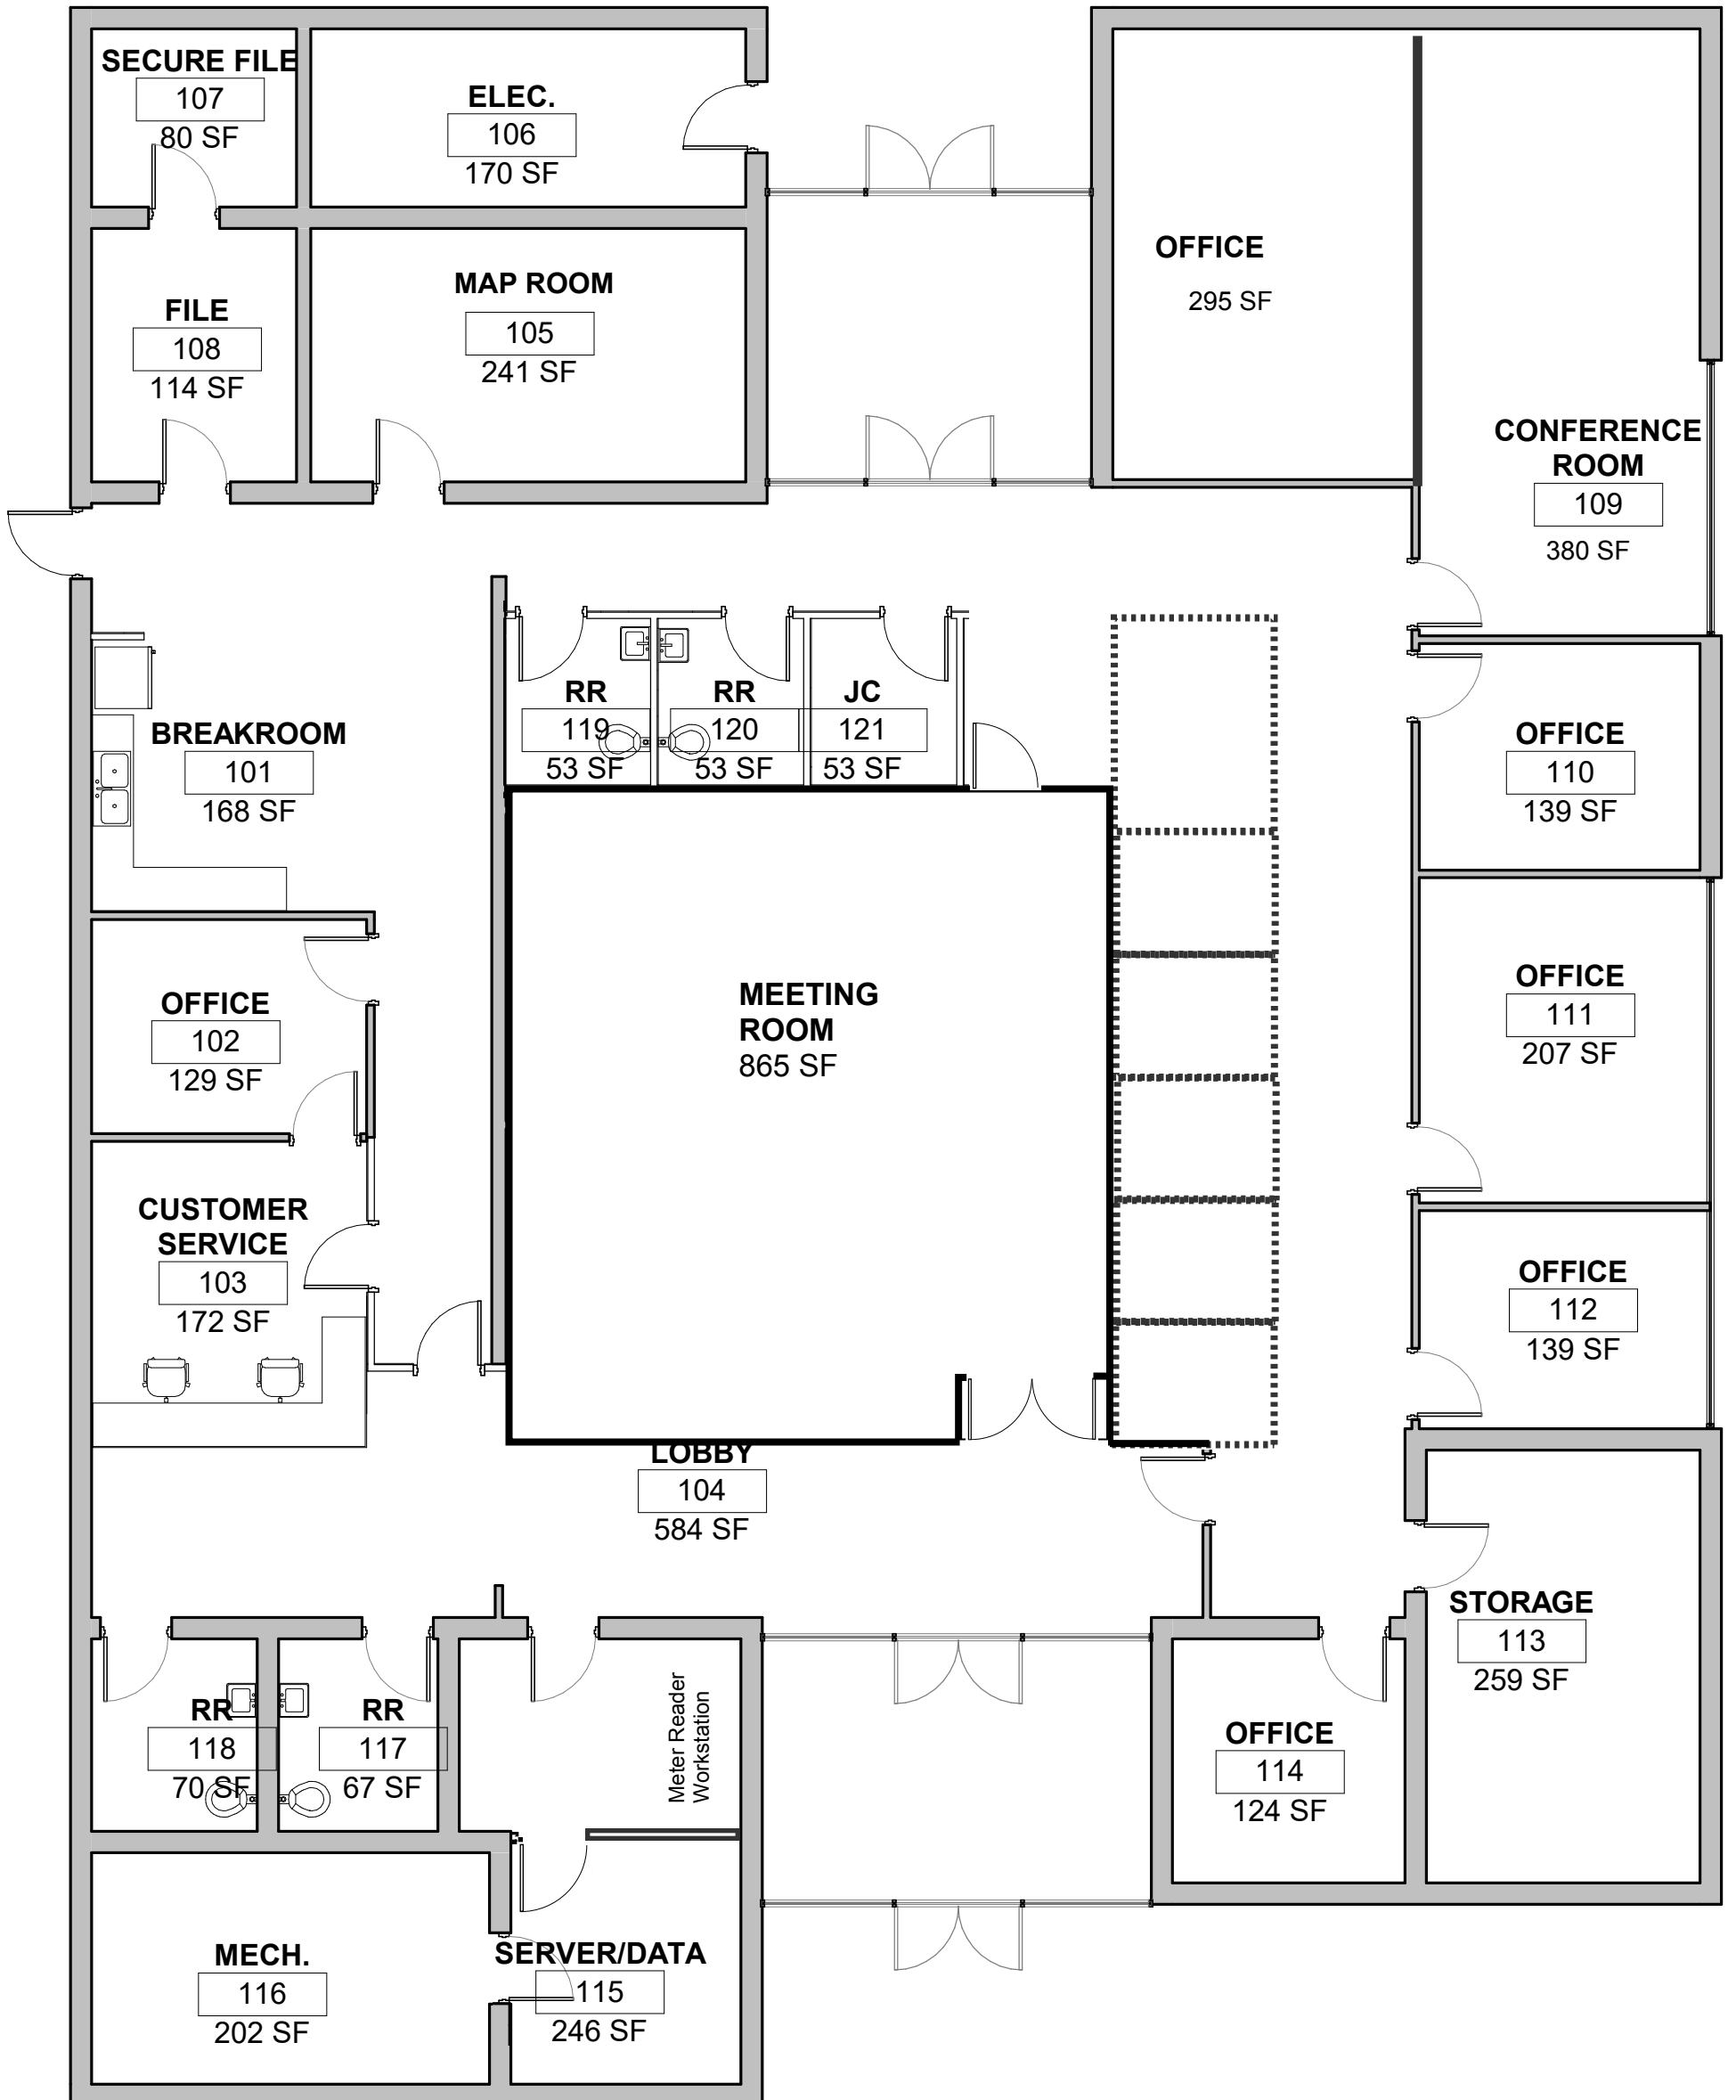 SECURE FILE
107
80 SF
ELEC.
106
170 SF
OFFICE
295 SF
FILE
108
114 SF
MAP ROOM
105
241 SF
CONFERENCE
ROOM
109
380 SF
BREAKROOM
101
168 SF
RR
119
53 SF
RR
120
53 SF
JC
121
53 SF
OFFICE
110
139 SF
OFFICE
102
129 SF
MEETING
ROOM
865 SF
OFFICE
111
207 SF
CUSTOMER
SERVICE
103
172 SF
OFFICE
112
139 SF
LOBBY
104
584 SF
STORAGE
113
259 SF
RR
118
70 SF
RR
117
67 SF
Meter Reader
Workstation
OFFICE
114
124 SF
MECH.
116
202 SF
SERVER/DATA
115
246 SF